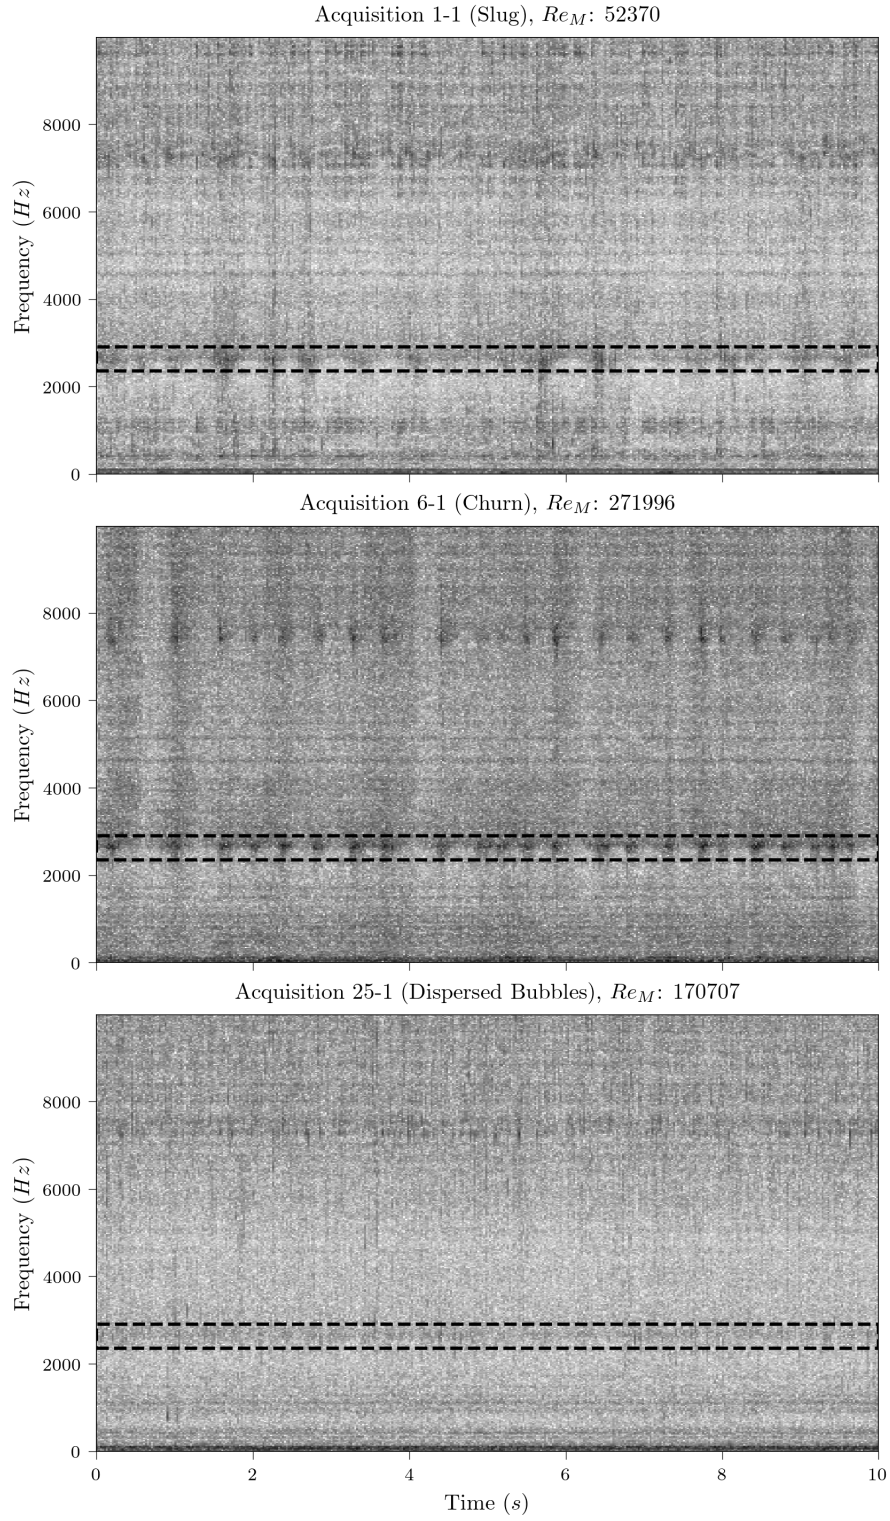 Acquisition 1-1 (Slug), Re_M: 52370
8000
6000
4000
2000
0
Frequency (Hz)
Acquisition 6-1 (Churn), Re_M: 271996
8000
6000
4000
2000
0
Frequency (Hz)
Acquisition 25-1 (Dispersed Bubbles), Re_M: 170707
8000
6000
4000
2000
0
Frequency (Hz)
0 2 4 6 8 10
Time (s)